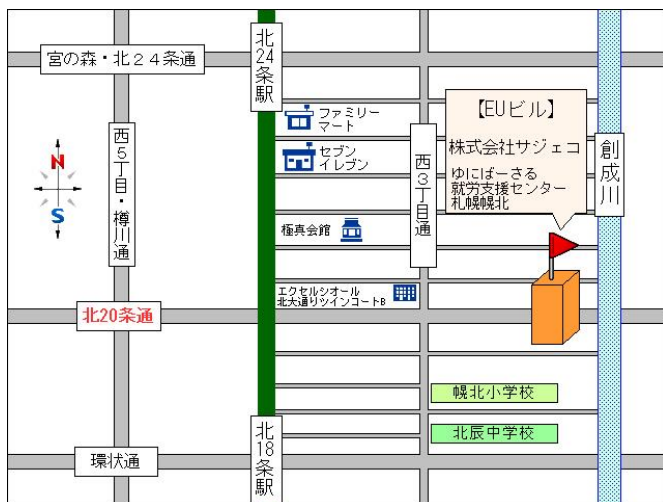 宮の森・北24条通
北24条駅
ファミリー
マート
セブン
イレブン
西5丁目・樽川通
西3丁目通
【EUビル】
株式会社サジェコ
ゆにばーさる
就労支援センター
札幌幌北
創成川
N
S
極真会館
エクセルシオール
北大通りツインコートB
北20条通
幌北小学校
北辰中学校
北18条駅
環状通